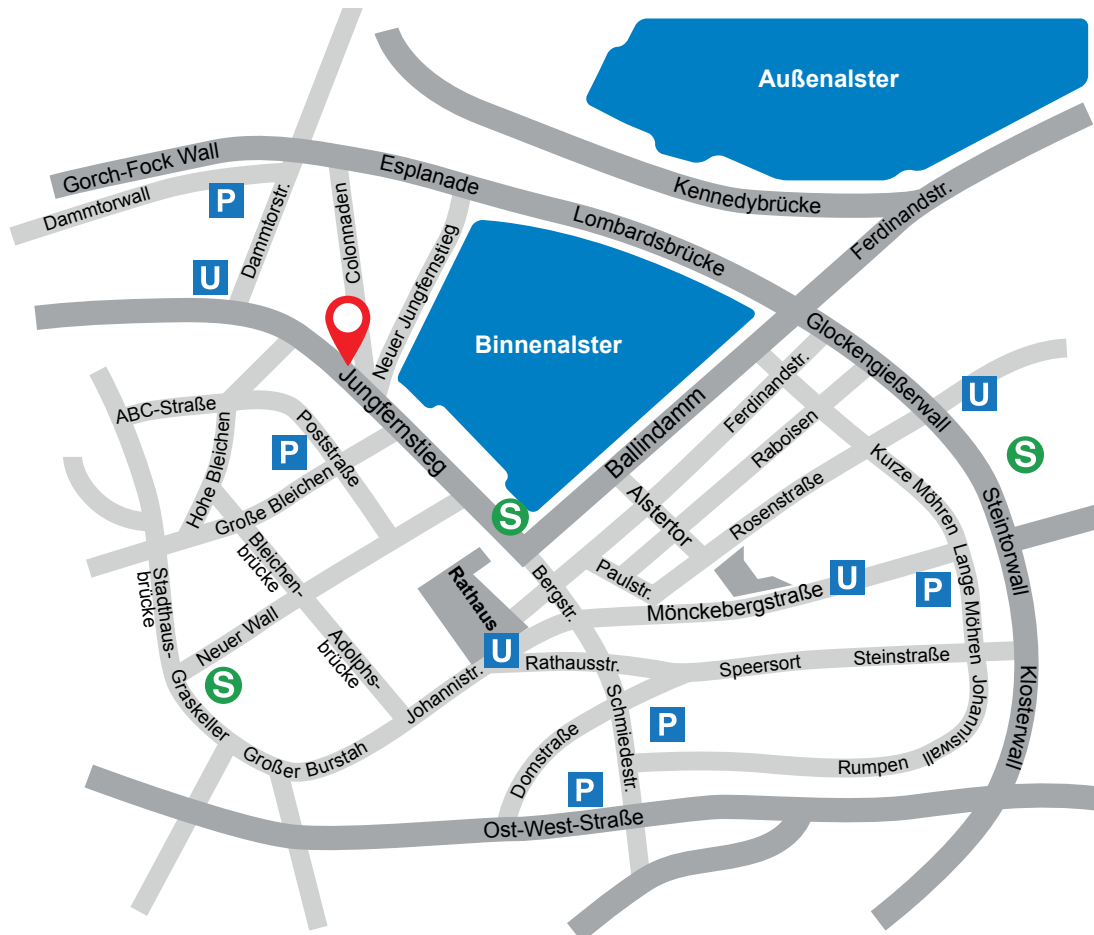 Außenalster
Gorch-Fock Wall
Esplanade
Kennedybrücke
Ferdinandstr.
Dammtorwall
P
Dammtorstr.
Colonnaden
Neuer Jungfernstieg
Lombardsbrücke
U
Binnenalster
Glockengießerwall
Jungfernstieg
Ballindamm
Ferdinandstr.
Raboisen
U
ABC-Straße
Poststraße
P
Hohe Bleichen
Große Bleichen
S
Alstertor
Rosenstraße
Kurze Möhren
S
Steintorwall
Bleichen-
brücke
Stadthaus-
brücke
Rathaus
Bergstr.
Paulstr.
Mönckebergstraße
U
P
Lange Möhren
Neuer Wall
Adolphs-
brücke
U
Rathausstr.
Speersort
Steinstraße
S
Graskeller
Johannistr.
Schmiedestr.
P
Johanniswall
Klosterwall
Großer Burstah
Domstraße
P
Rumpen
Ost-West-Straße